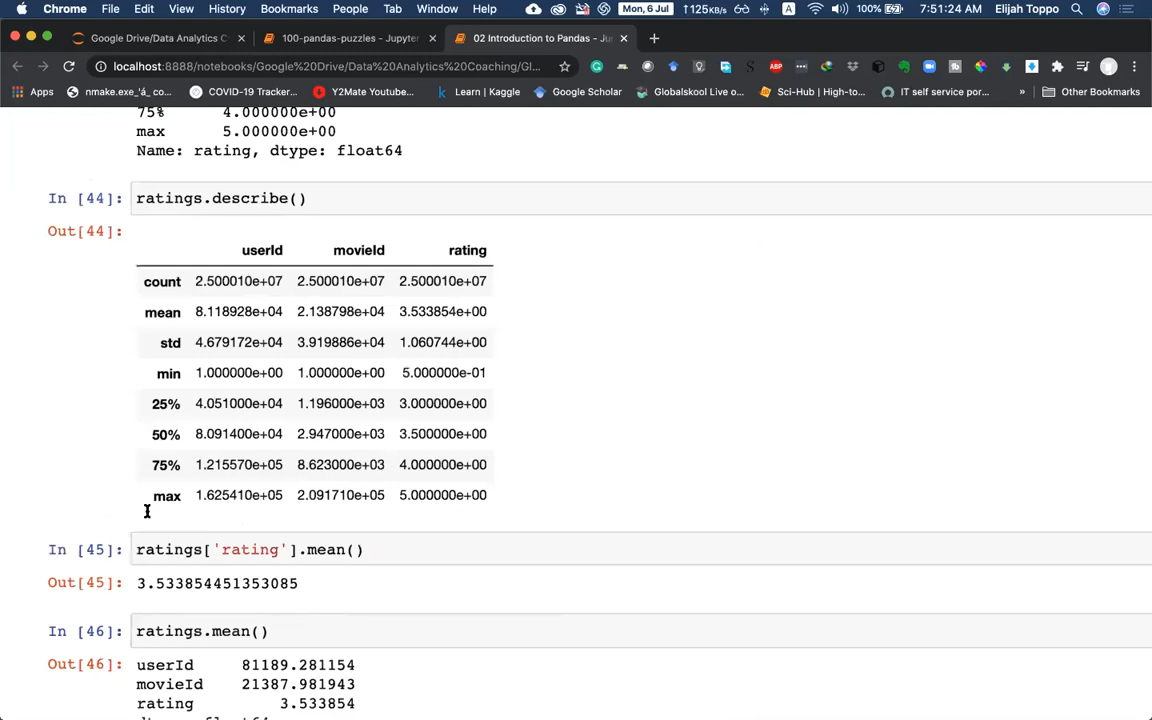 Chrome File Edit View History Bookmarks People Tab Window Help Mon, 6 Jul ↑125KB/s A 100% 7:51:24 Elijah Toppo
Google Drive/Data Analytics C 100-pandas-puzzles - Jupyter 02 Introduction to Pandas - Ju
localhost:8888/notebooks/Google%20Drive/Data%20Analytics%20Coaching/Gl... ABP
Apps nmake.exe_'á_co... COVID-19 Tracker... Y2Mate Youtube... Learn | Kaggle Google Scholar Globalskool Live o... Sci-Hub | High-to... IT self service por... » Other Bookmarks
75% 4.000000e+00
max 5.000000e+00
Name: rating, dtype: float64
In [44]: ratings.describe()
Out[44]:
userId movieId rating
count 2.500010e+07 2.500010e+07 2.500010e+07
mean 8.118928e+04 2.138798e+04 3.533854e+00
std 4.679172e+04 3.919886e+04 1.060744e+00
min 1.000000e+00 1.000000e+00 5.000000e-01
25% 4.051000e+04 1.196000e+03 3.000000e+00
50% 8.091400e+04 2.947000e+03 3.500000e+00
75% 1.215570e+05 8.623000e+03 4.000000e+00
max 1.625410e+05 2.091710e+05 5.000000e+00
In [45]: ratings['rating'].mean()
Out[45]: 3.533854451353085
In [46]: ratings.mean()
Out[46]: userId 81189.281154
movieId 21387.981943
rating 3.533854